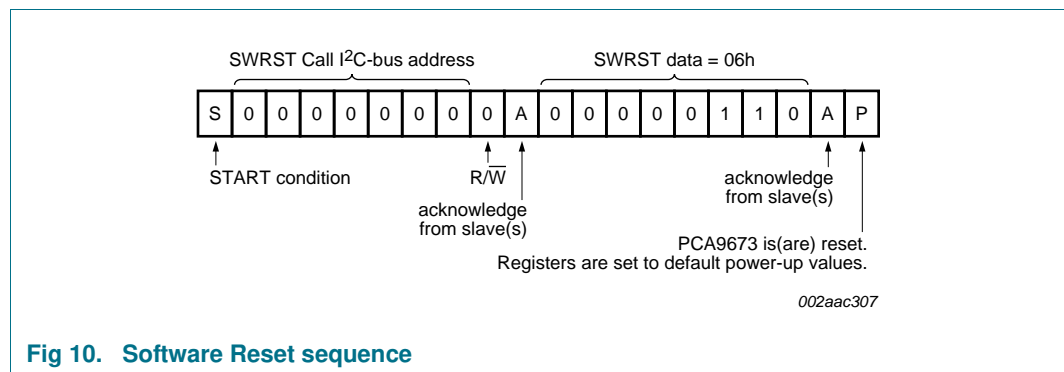 SWRST Call I²C-bus address SWRST data = 06h
S 0 0 0 0 0 0 0 0 A 0 0 0 0 0 1 1 0 A P
START condition R/W̅ acknowledge
from slave(s)
acknowledge
from slave(s)
PCA9673 is(are) reset.
Registers are set to default power-up values.
002aac307
Fig 10. Software Reset sequence